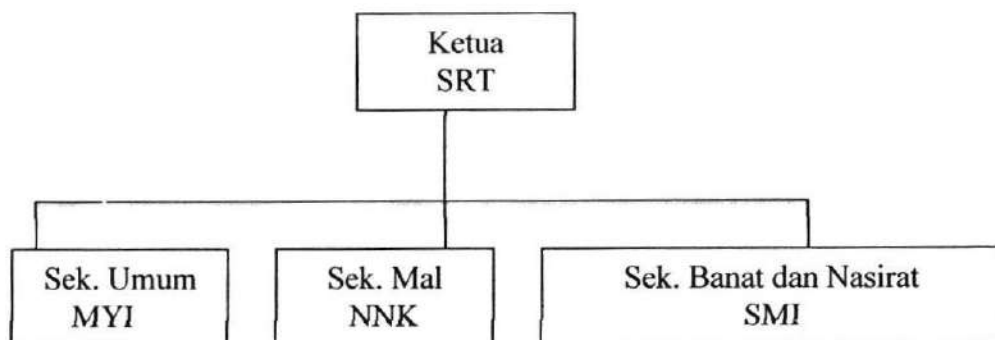 Ketua
SRT
Sek. Umum
MYI
Sek. Mal
NNK
Sek. Banat dan Nasirat
SMI